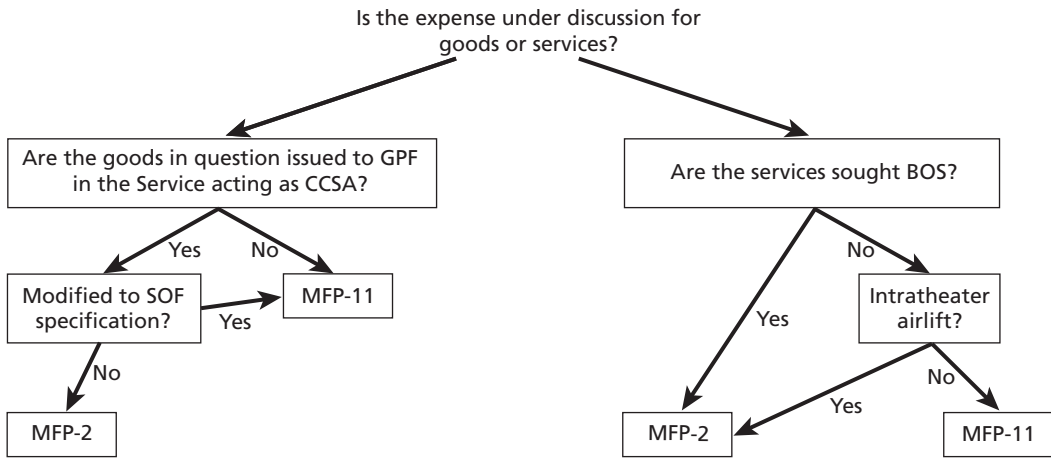 Is the expense under discussion for
goods or services?
Are the goods in question issued to GPF
in the Service acting as CCSA?
Are the services sought BOS?
Yes
No
No
Modified to SOF
specification?
Yes
MFP-11
Yes
Intratheater
airlift?
No
Yes
No
MFP-2
MFP-2
MFP-11